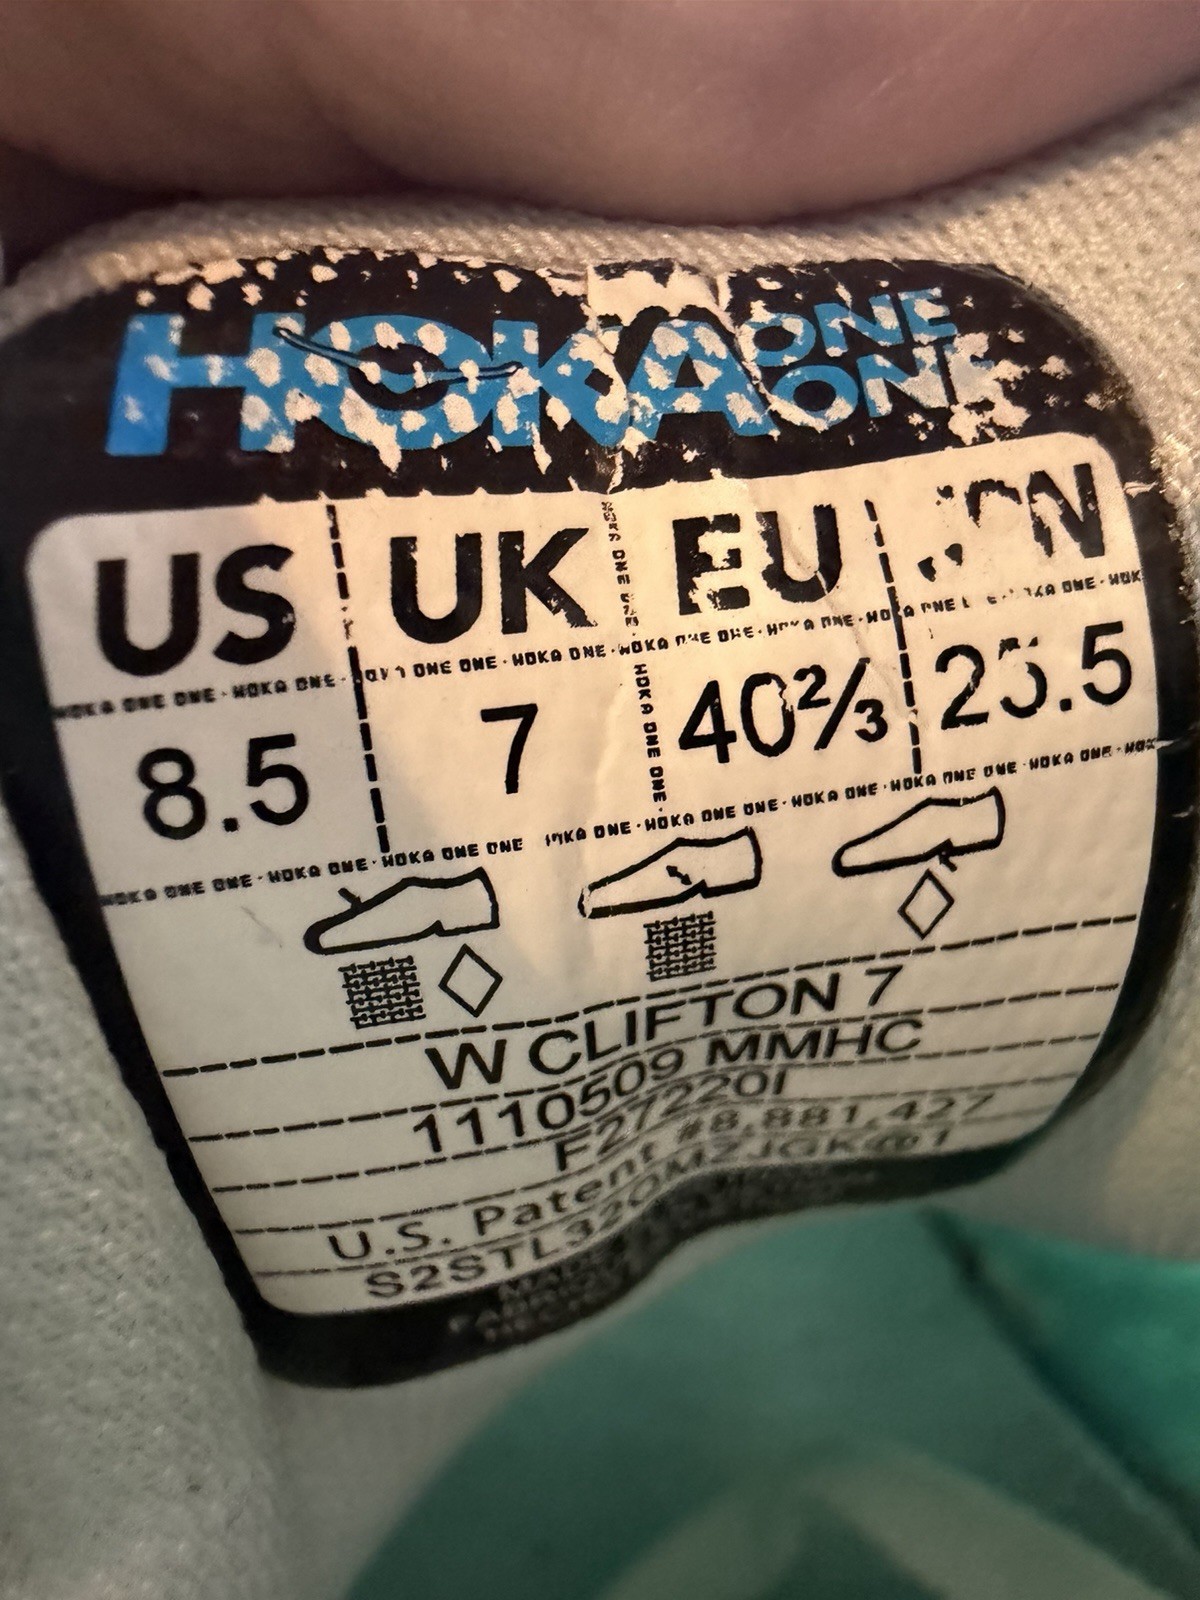 HOKA ONE ONE
US UK EU
8.5 7 40⅔ 25.5
W CLIFTON 7
1110509 MMHC
F27220I
U.S. Patent #8,881,427